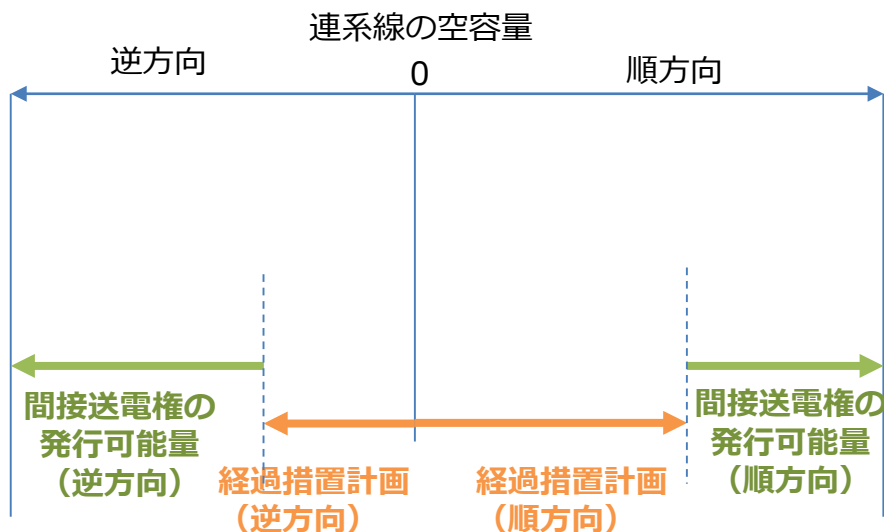 連系線の空容量
逆方向
0
順方向
間接送電権の
発行可能量
（逆方向）
経過措置計画
（逆方向）
経過措置計画
（順方向）
間接送電権の
発行可能量
（順方向）